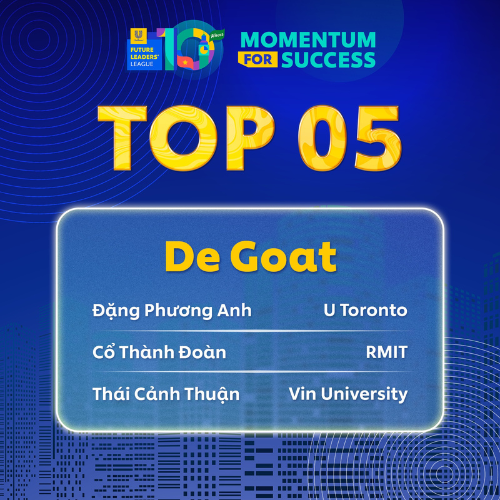 FUTURE
LEADERS'
LEAGUE
10
MOMENTUM
FOR SUCCESS
TOP 05
De Goat
Đặng Phương Anh U Toronto
Cổ Thành Đoàn RMIT
Thái Cảnh Thuận Vin University